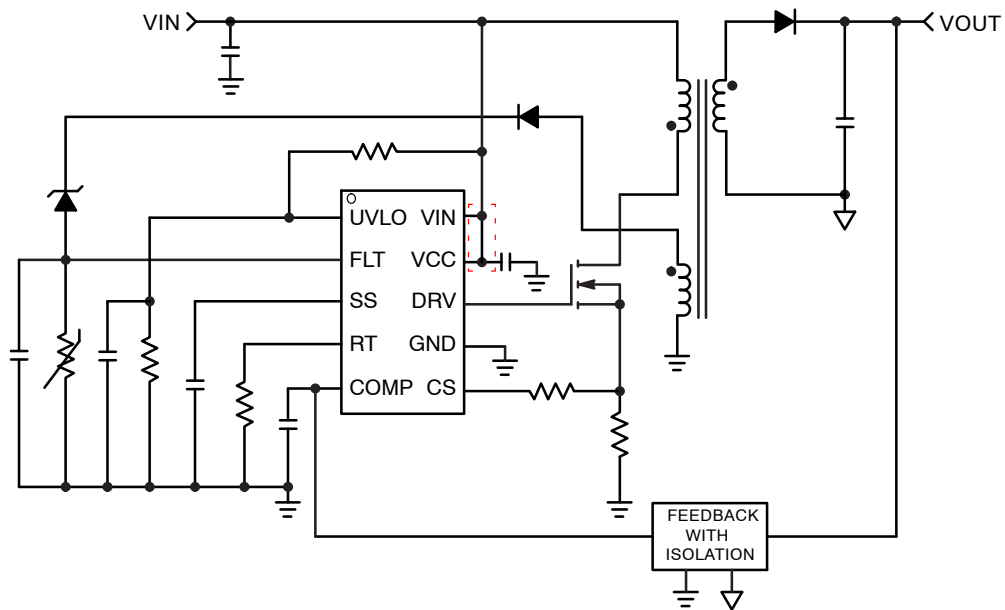 VIN
VOUT
UVLO VIN
FLT VCC
SS DRV
RT GND
COMP CS
FEEDBACK
WITH
ISOLATION